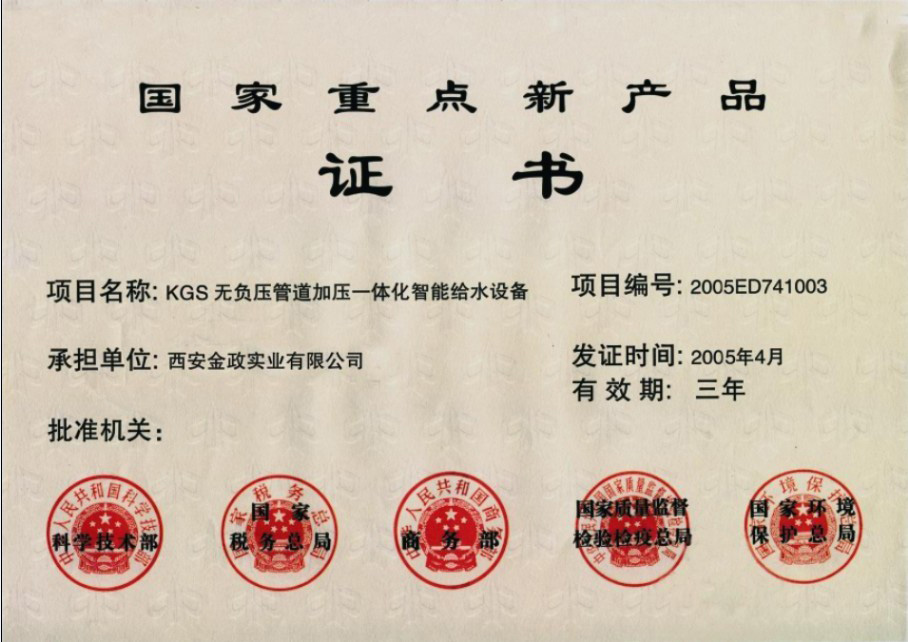 国家重点新产品
证书
项目名称: KGS 无负压管道加压一体化智能给水设备
项目编号: 2005ED741003
承担单位: 西安金政实业有限公司
发证时间: 2005年4月
有效期: 三年
批准机关:
科学技术部
国家
税务总局
商务部
国家质量监督
检验检疫总局
国家环境
保护总局